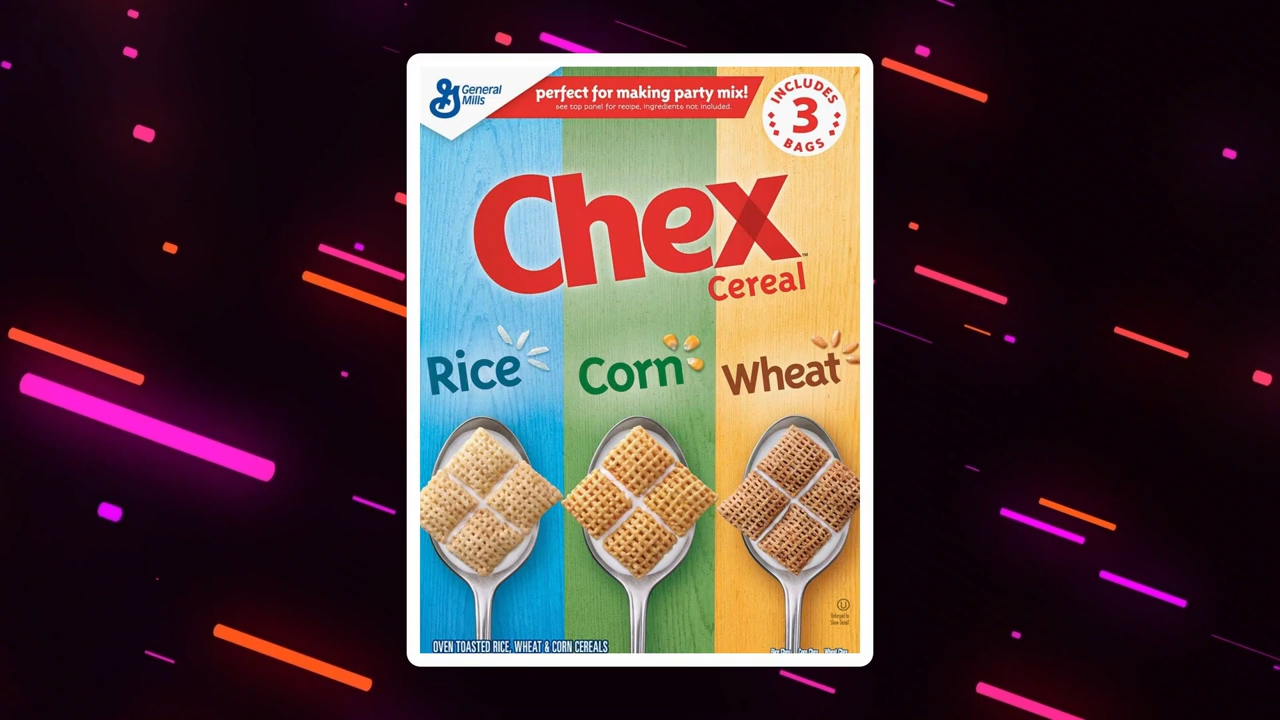 General
Mills
perfect for making party mix!
see top panel for recipe, ingredients not included.
INCLUDES
3
BAGS
Chex™
Cereal
Rice
Corn
Wheat
U
OVEN TOASTED RICE, WHEAT & CORN CEREALS